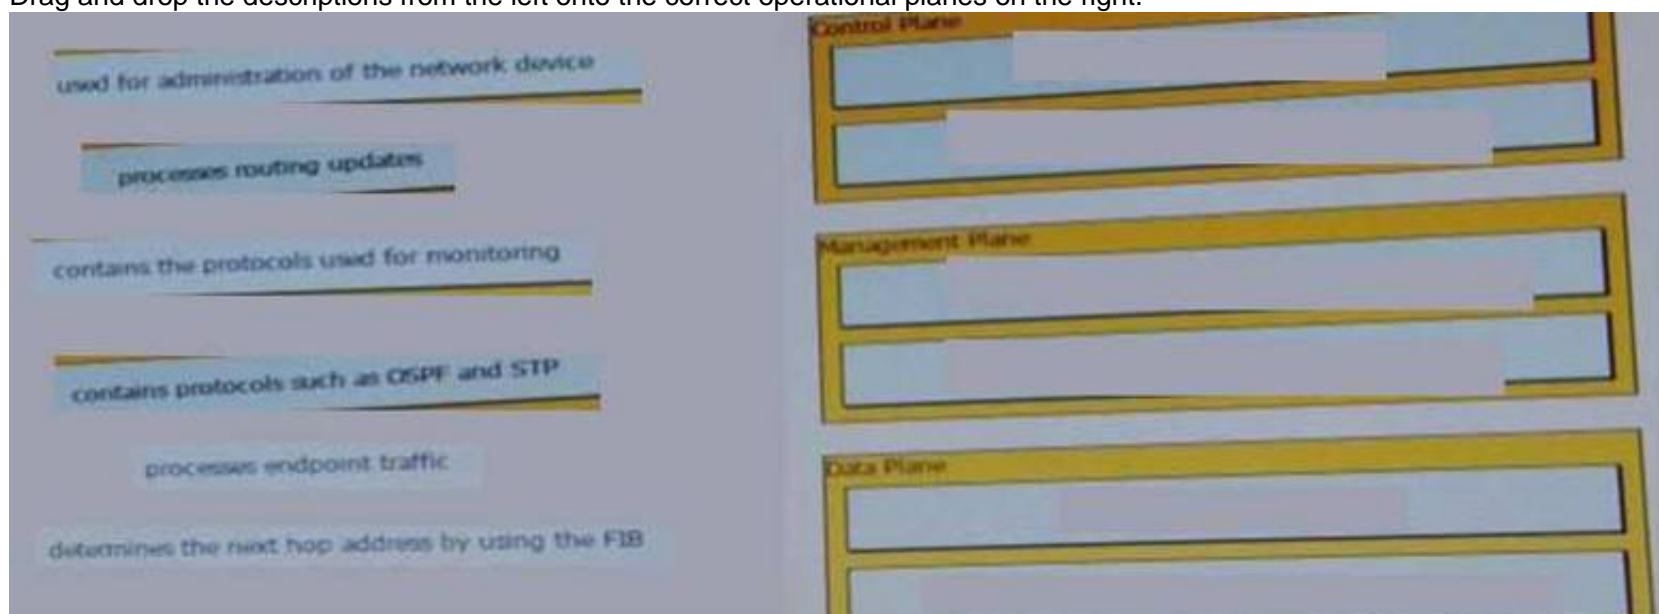 Drag and drop the descriptions from the left onto the correct operational planes on the right.
used for administration of the network device
processes routing updates
contains the protocols used for monitoring
contains protocols such as OSPF and STP
processes endpoint traffic
determines the next hop address by using the FIB
Control Plane
Management Plane
Data Plane